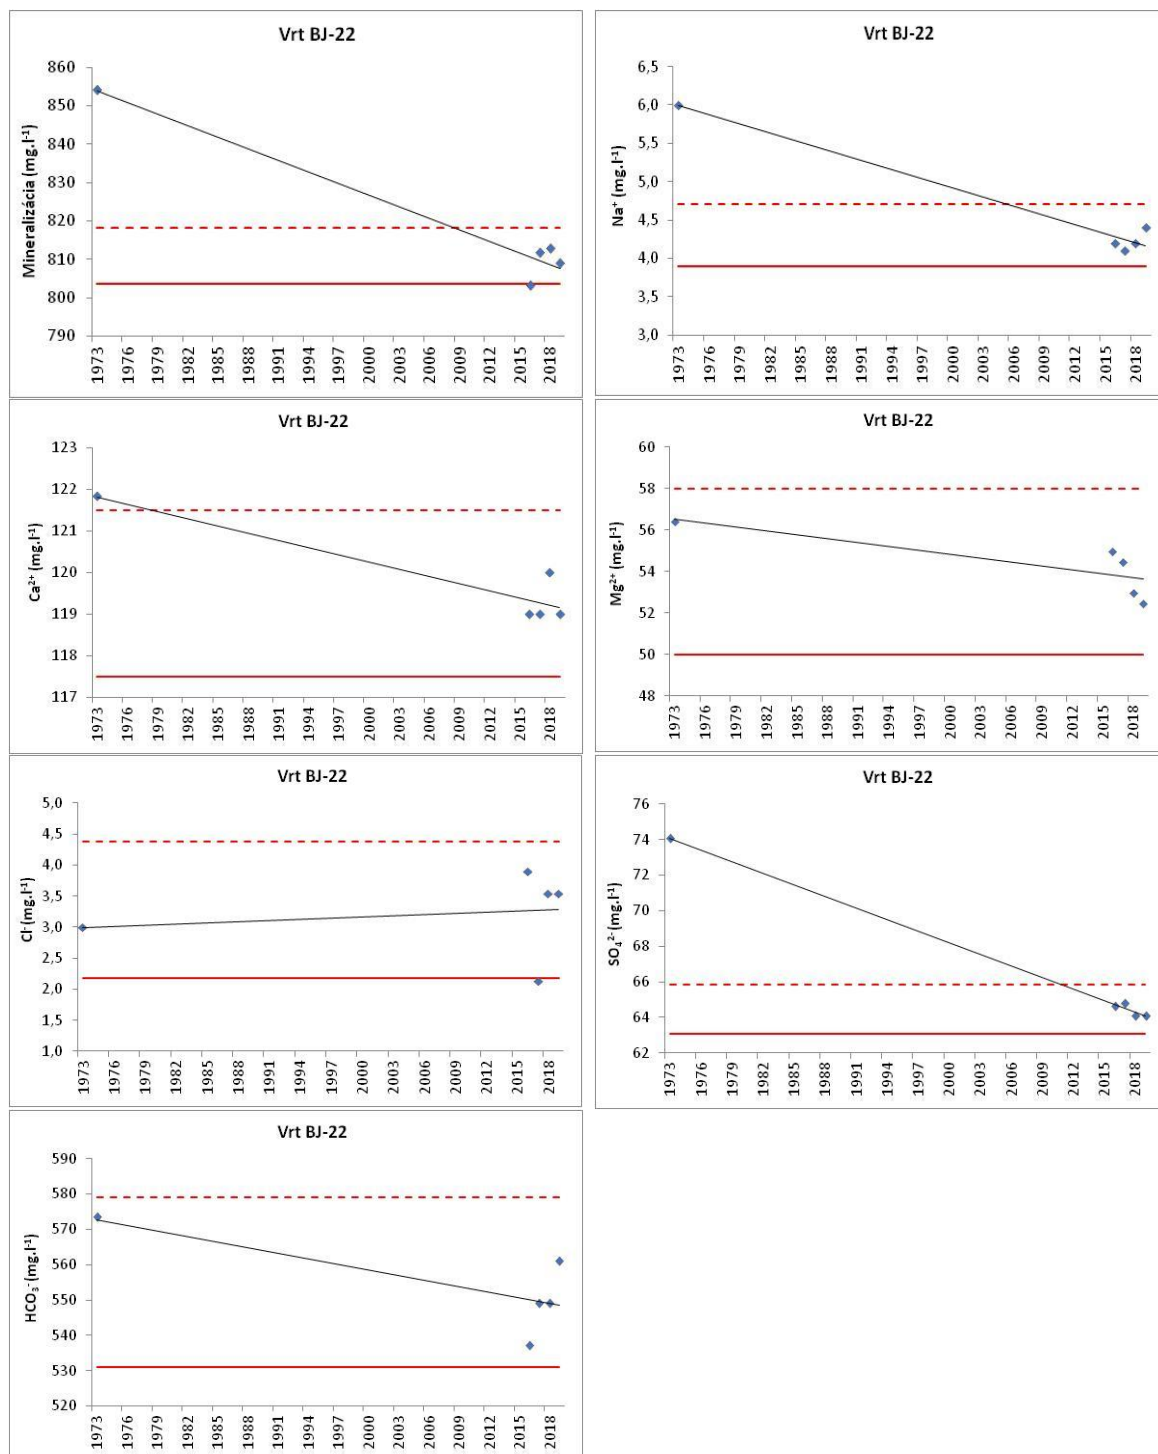 Vrt BJ-22
Mineralizácia (mg.l⁻¹)
860
850
840
830
820
810
800
790
1973 1976 1979 1982 1985 1988 1991 1994 1997 2000 2003 2006 2009 2012 2015 2018
Vrt BJ-22
Na⁺ (mg.l⁻¹)
6,5
6,0
5,5
5,0
4,5
4,0
3,5
3,0
1973 1976 1979 1982 1985 1988 1991 1994 1997 2000 2003 2006 2009 2012 2015 2018
Vrt BJ-22
Ca²⁺ (mg.l⁻¹)
123
122
121
120
119
118
117
1973 1976 1979 1982 1985 1988 1991 1994 1997 2000 2003 2006 2009 2012 2015 2018
Vrt BJ-22
Mg²⁺ (mg.l⁻¹)
60
58
56
54
52
50
48
1973 1976 1979 1982 1985 1988 1991 1994 1997 2000 2003 2006 2009 2012 2015 2018
Vrt BJ-22
Cl⁻ (mg.l⁻¹)
5,0
4,5
4,0
3,5
3,0
2,5
2,0
1,5
1,0
1973 1976 1979 1982 1985 1988 1991 1994 1997 2000 2003 2006 2009 2012 2015 2018
Vrt BJ-22
SO₄²⁻ (mg.l⁻¹)
76
74
72
70
68
66
64
62
1973 1976 1979 1982 1985 1988 1991 1994 1997 2000 2003 2006 2009 2012 2015 2018
Vrt BJ-22
HCO₃⁻ (mg.l⁻¹)
590
580
570
560
550
540
530
520
1973 1976 1979 1982 1985 1988 1991 1994 1997 2000 2003 2006 2009 2012 2015 2018